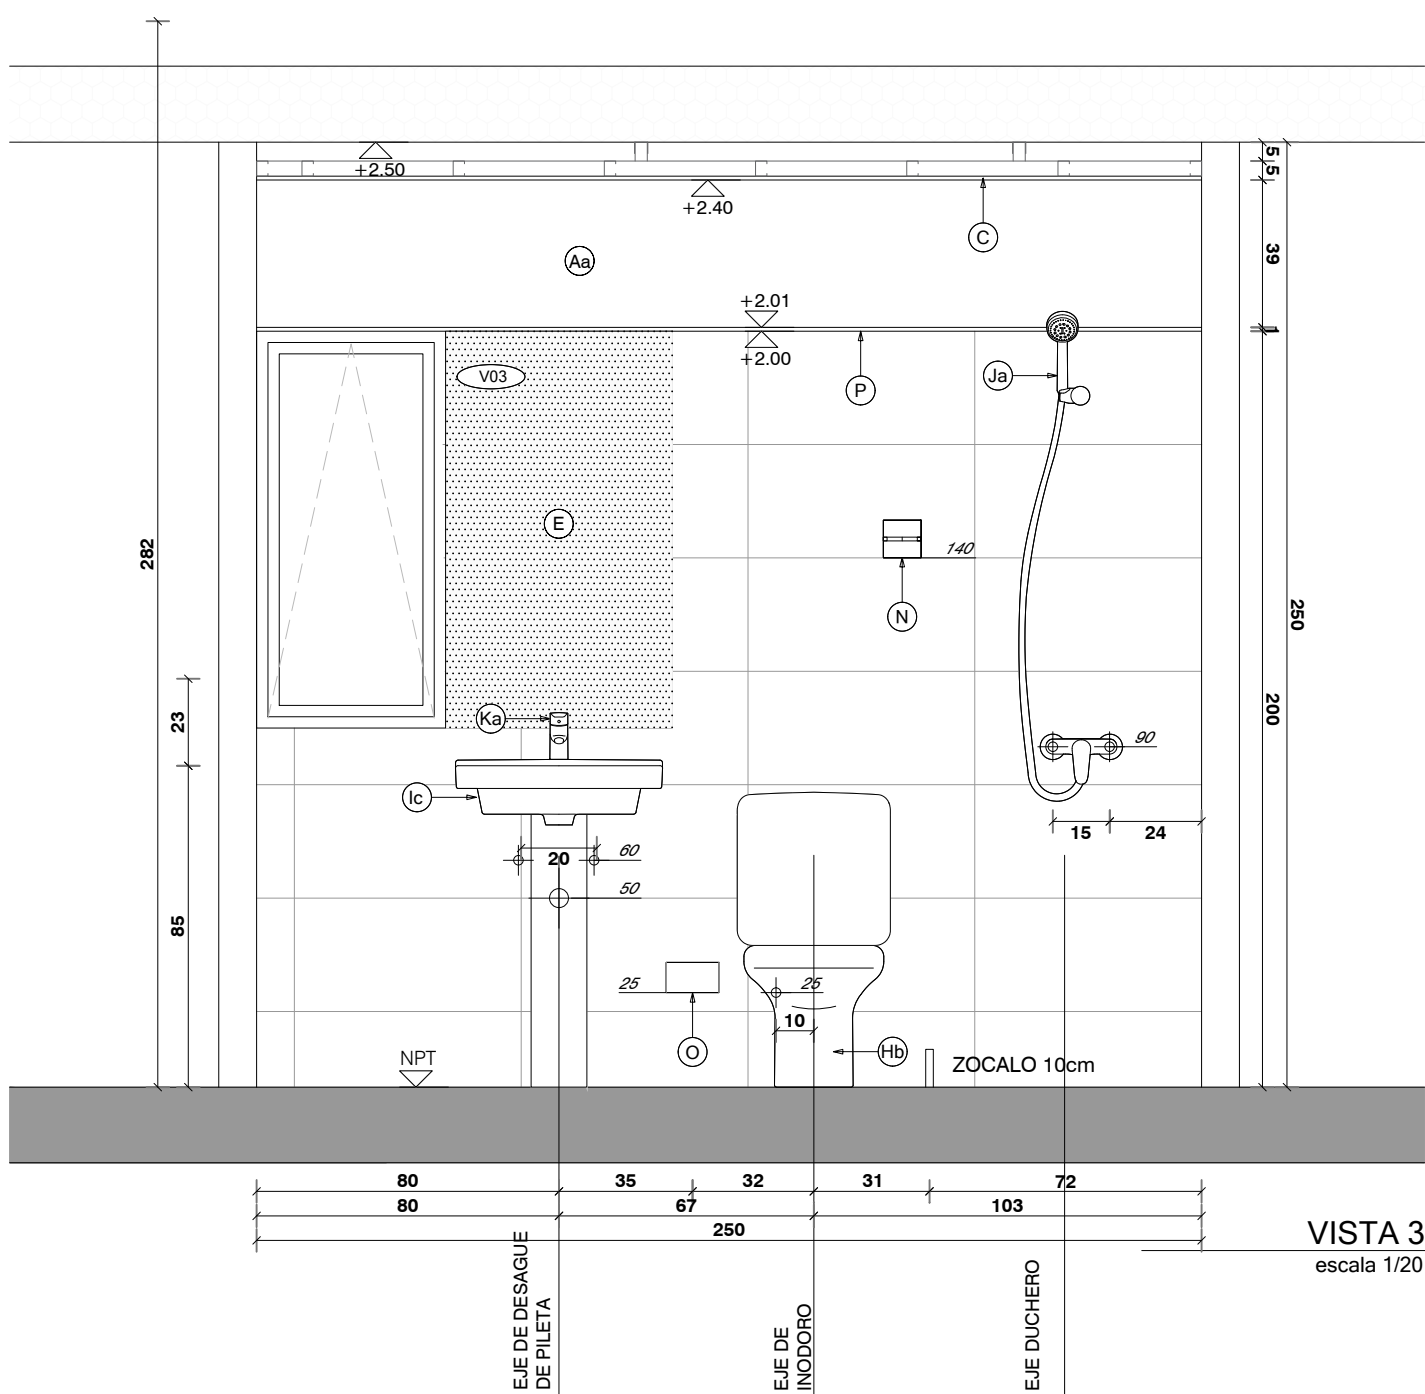 5
5
+2.50
+2.40
C
39
Aa
+2.01
1
+2.00
V03
P
Ja
E
140
282
N
250
23
Ka
200
90
Ic
15
24
20
60
50
85
25
25
10
O
Hb
NPT
ZOCALO 10cm
80
35
32
31
72
80
67
103
250
VISTA 3
escala 1/20
EJE DE DESAGUE
DE PILETA
EJE DE
INODORO
EJE DUCHERO